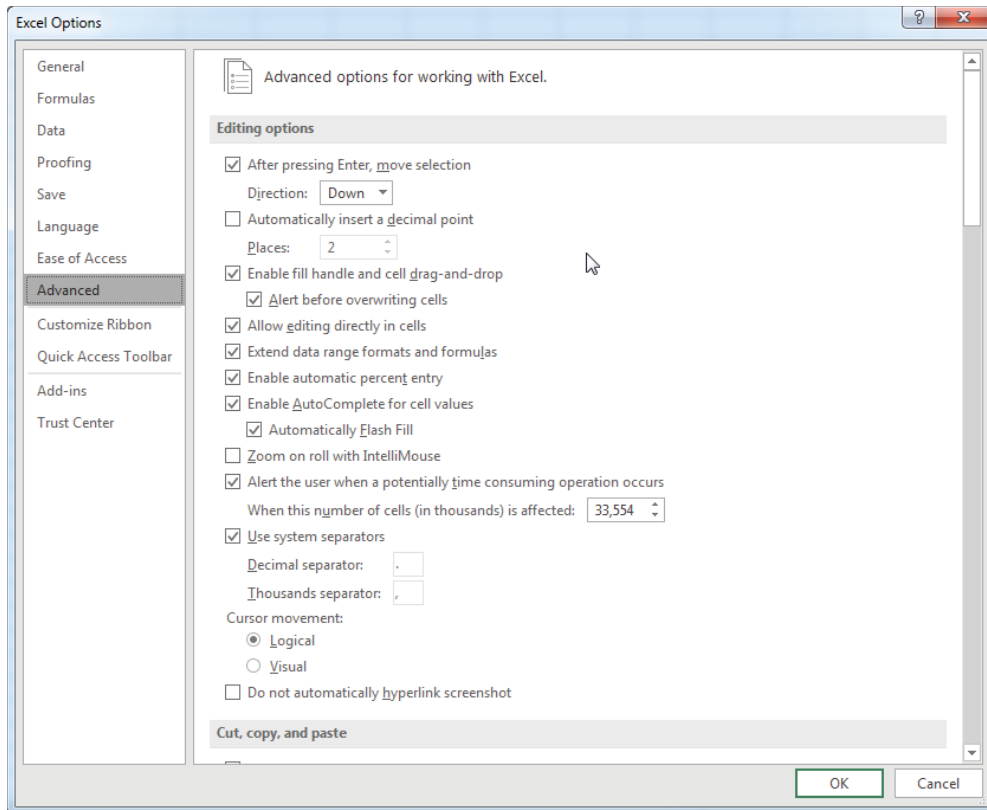 Excel Options
?
X
General
Formulas
Data
Proofing
Save
Language
Ease of Access
Advanced
Customize Ribbon
Quick Access Toolbar
Add-ins
Trust Center
Advanced options for working with Excel.
Editing options
After pressing Enter, move selection
Direction: Down
Automatically insert a decimal point
Places: 2
Enable fill handle and cell drag-and-drop
Alert before overwriting cells
Allow editing directly in cells
Extend data range formats and formulas
Enable automatic percent entry
Enable AutoComplete for cell values
Automatically Flash Fill
Zoom on roll with IntelliMouse
Alert the user when a potentially time consuming operation occurs
When this number of cells (in thousands) is affected: 33,554
Use system separators
Decimal separator: .
Thousands separator: ,
Cursor movement:
Logical
Visual
Do not automatically hyperlink screenshot
Cut, copy, and paste
OK Cancel